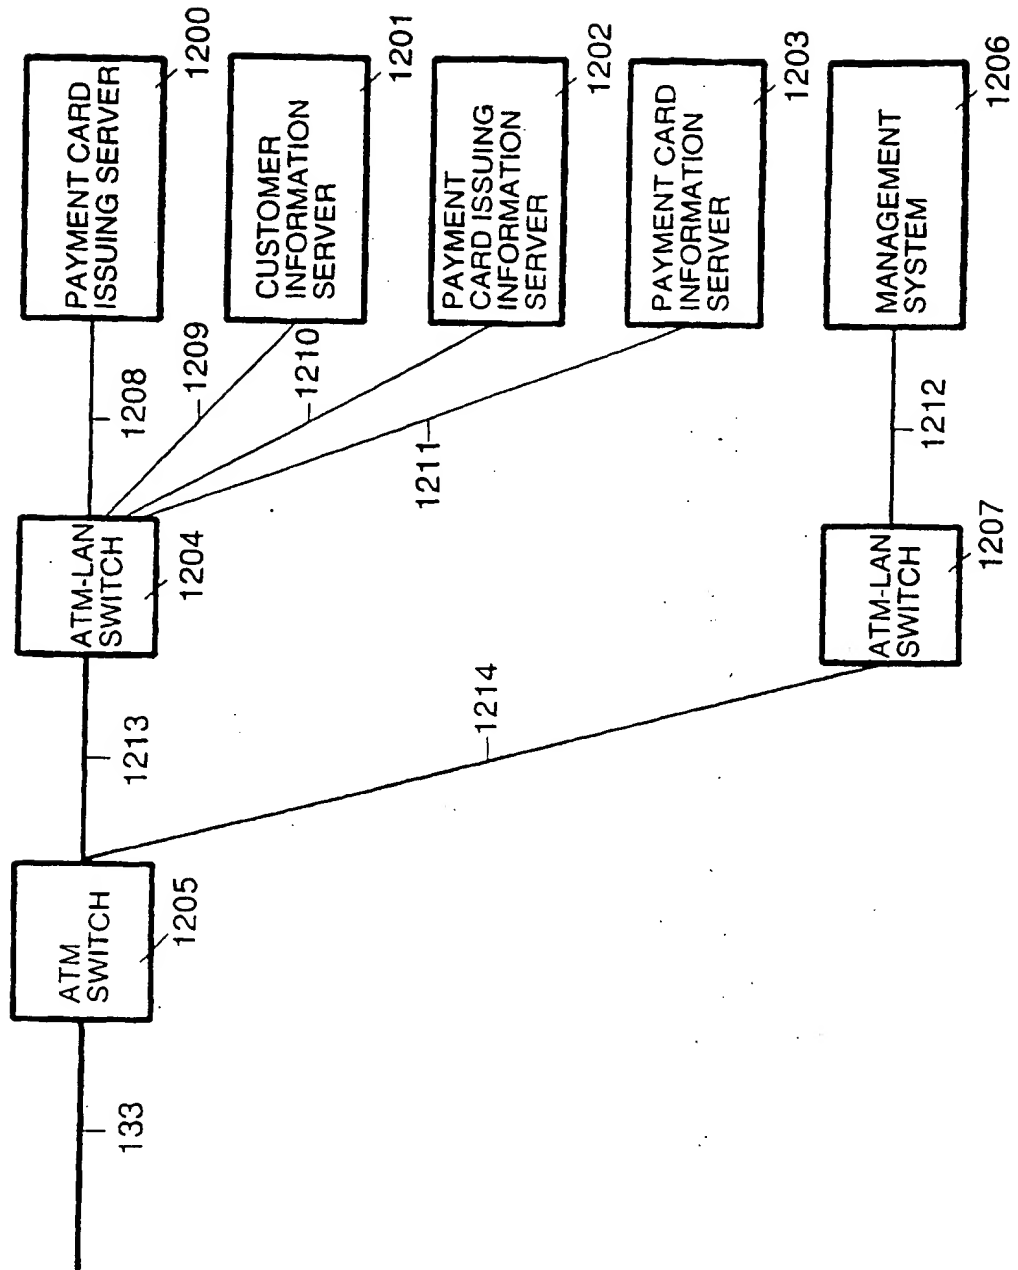 PAYMENT CARD
ISSUING SERVER
1200
CUSTOMER
INFORMATION
SERVER
1201
PAYMENT
CARD ISSUING
INFORMATION
SERVER
1202
PAYMENT CARD
INFORMATION
SERVER
1203
MANAGEMENT
SYSTEM
1206
1208
1209
1210
1211
1212
ATM-LAN
SWITCH
1204
ATM-LAN
SWITCH
1207
1213
1214
ATM
SWITCH
1205
133